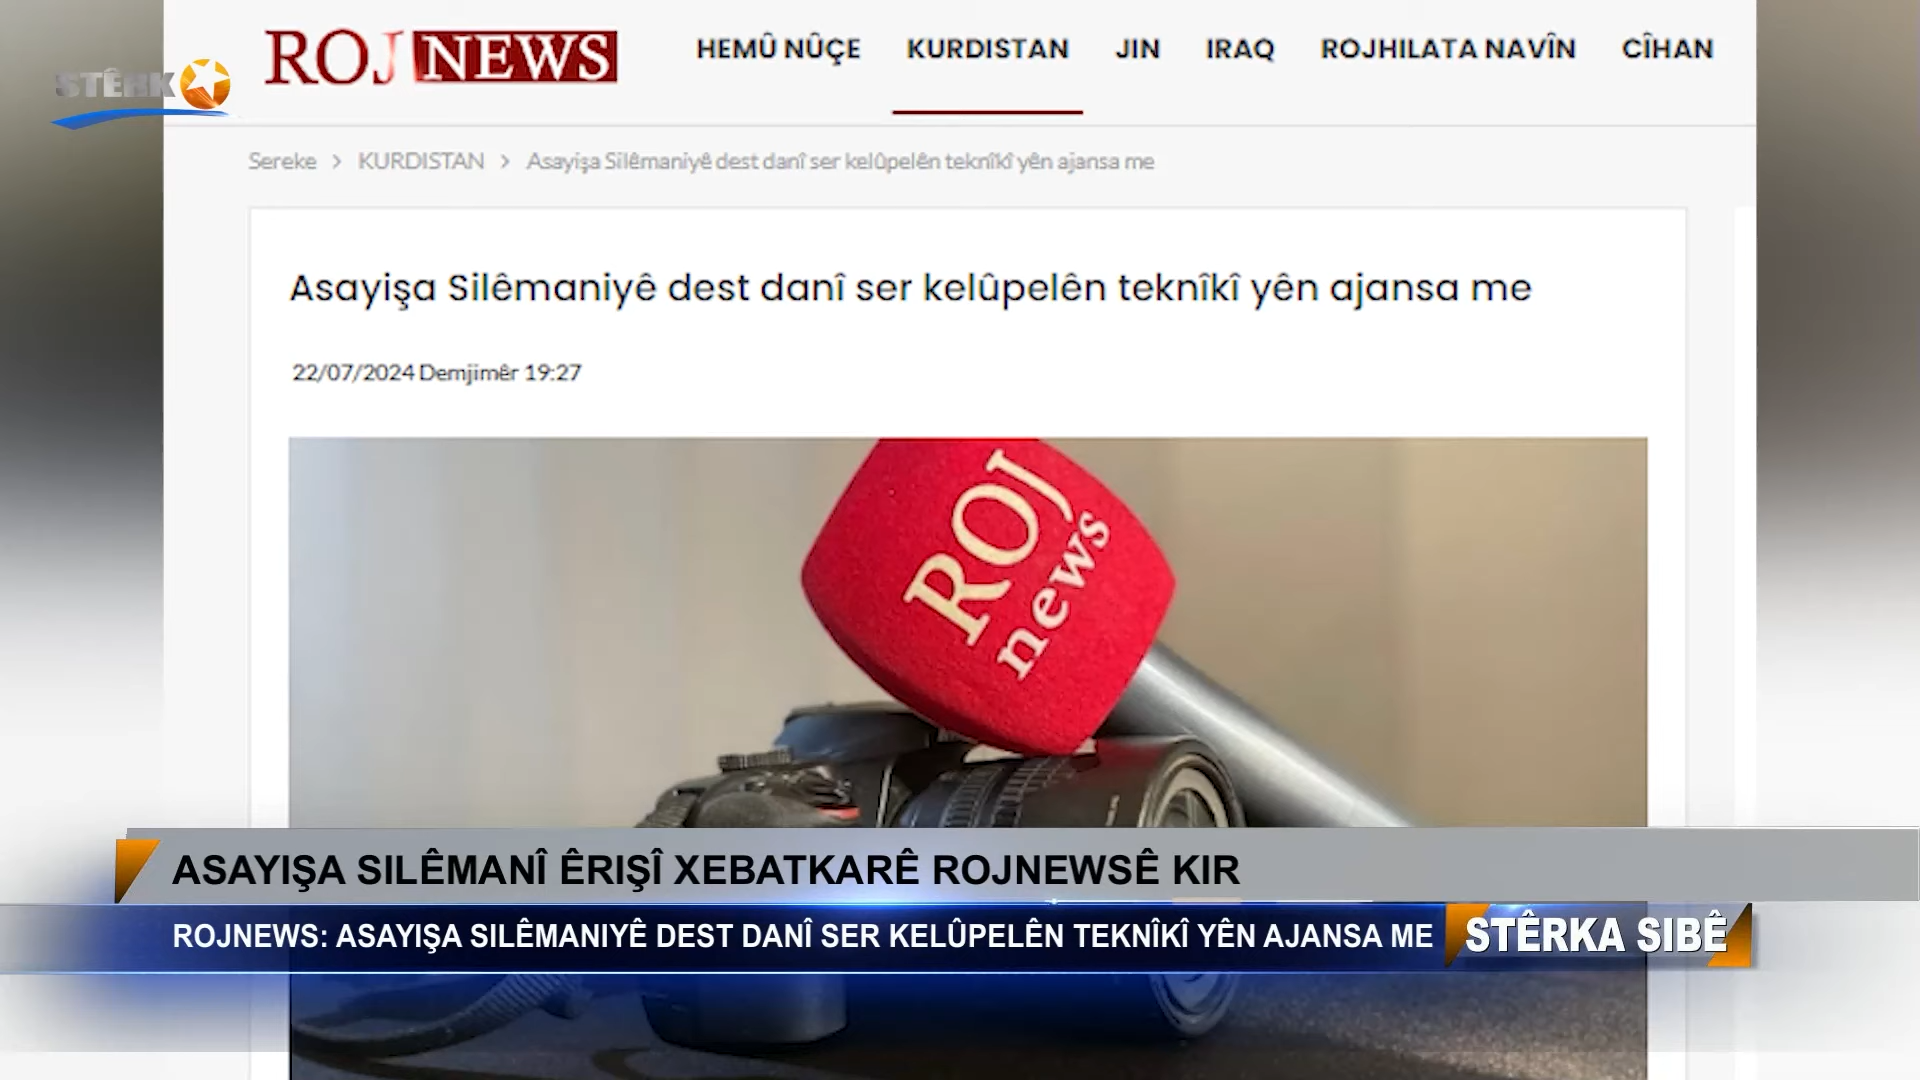 STÊRK
ROJ NEWS
HEMÛ NÛÇE KURDISTAN JIN IRAQ ROJHILATA NAVÎN CÎHAN
Sereke > KURDISTAN > Asayişa Silêmaniyê dest danî ser kelûpelên teknîkî yên ajansa me
Asayişa Silêmaniyê dest danî ser kelûpelên teknîkî yên ajansa me
22/07/2024 Demjimêr 19:27
ROJ
news
ASAYIŞA SILÊMANÎ ÊRIŞÎ XEBATKARÊ ROJNEWSÊ KIR
ROJNEWS: ASAYIŞA SILÊMANIYÊ DEST DANÎ SER KELÛPELÊN TEKNÎKÎ YÊN AJANSA ME
STÊRKA SIBÊ